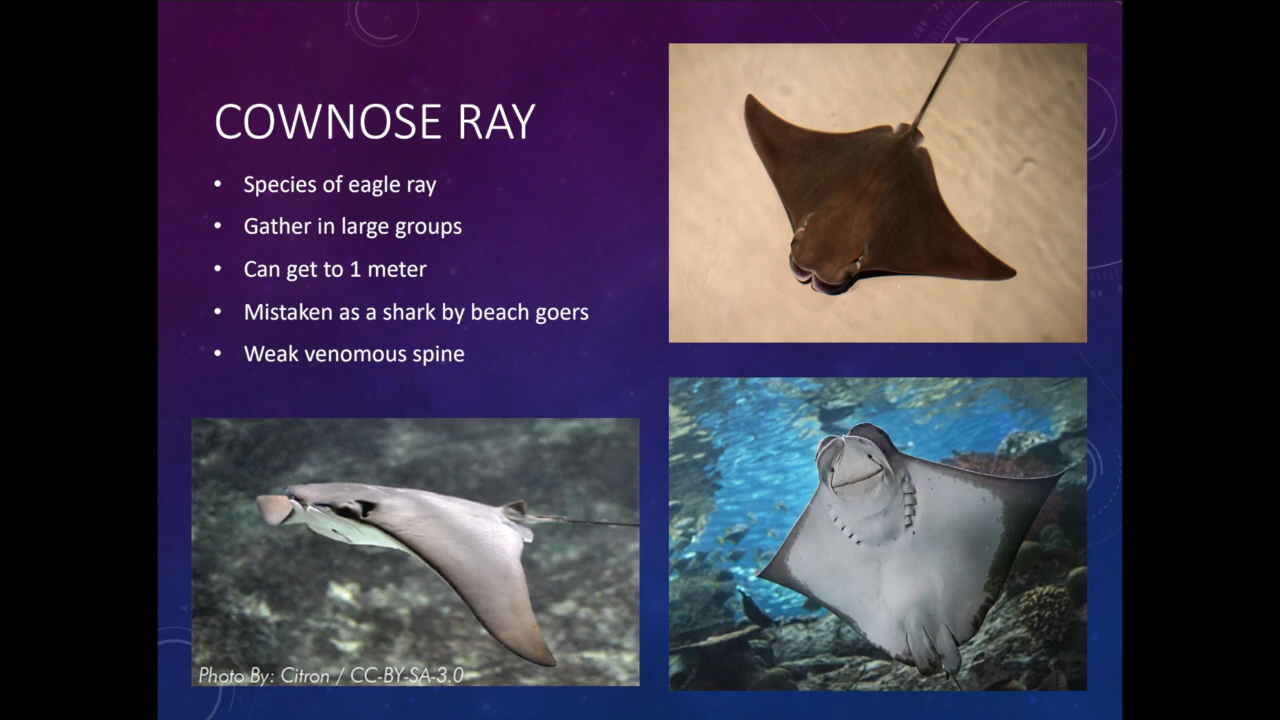 COWNOSE RAY
• Species of eagle ray
• Gather in large groups
• Can get to 1 meter
• Mistaken as a shark by beach goers
• Weak venomous spine
Photo By: Citron / CC-BY-SA-3.0